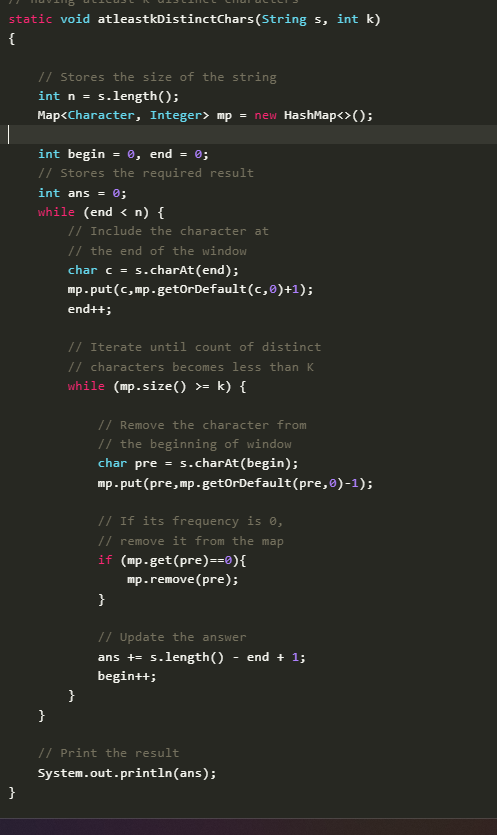 // having atleast k distinct characters
static void atleastkDistinctChars(String s, int k)
{
// Stores the size of the string
int n = s.length();
Map<Character, Integer> mp = new HashMap<>();
int begin = 0, end = 0;
// Stores the required result
int ans = 0;
while (end < n) {
// Include the character at
// the end of the window
char c = s.charAt(end);
mp.put(c,mp.getOrDefault(c,0)+1);
end++;
// Iterate until count of distinct
// characters becomes less than K
while (mp.size() >= k) {
// Remove the character from
// the beginning of window
char pre = s.charAt(begin);
mp.put(pre,mp.getOrDefault(pre,0)-1);
// If its frequency is 0,
// remove it from the map
if (mp.get(pre)==0){
mp.remove(pre);
}
// Update the answer
ans += s.length() - end + 1;
begin++;
}
}
// Print the result
System.out.println(ans);
}